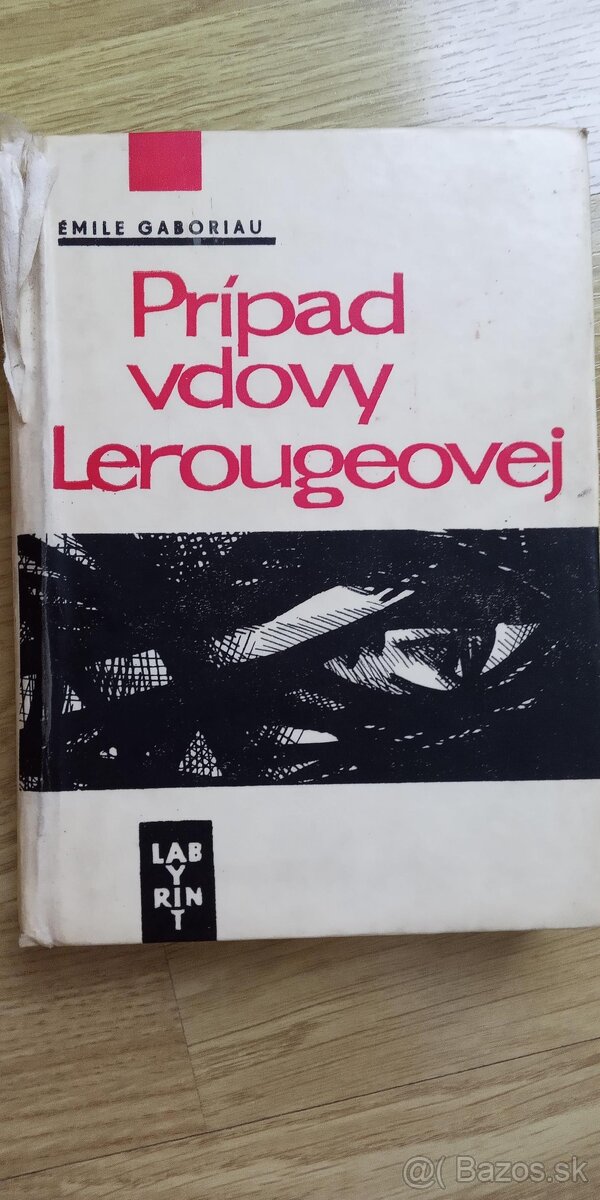 ÉMILE GABORIAU
Prípad
vdovy
Lerougeovej
LAB
Y
RIN
T
@( Bazos.sk